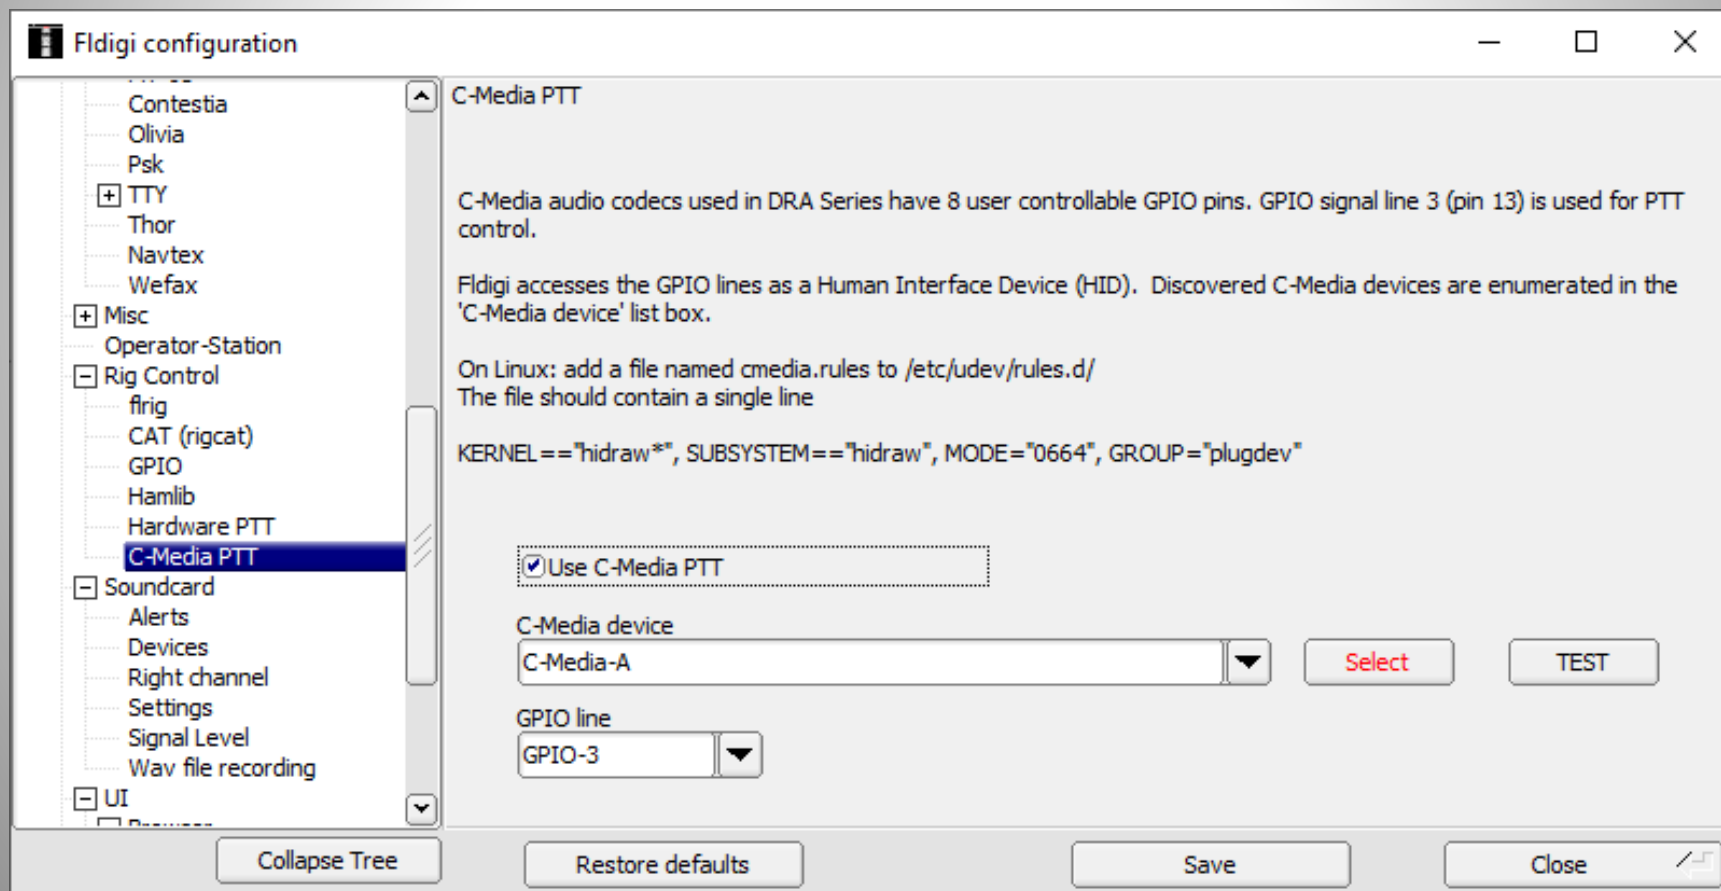 Fldigi configuration
Contestia
Olivia
Psk
TTY
Thor
Navtex
Wefax
Misc
Operator-Station
Rig Control
flrig
CAT (rigcat)
GPIO
Hamlib
Hardware PTT
C-Media PTT
Soundcard
Alerts
Devices
Right channel
Settings
Signal Level
Wav file recording
UI
Collapse Tree
C-Media PTT
C-Media audio codecs used in DRA Series have 8 user controllable GPIO pins. GPIO signal line 3 (pin 13) is used for PTT
control.
Fldigi accesses the GPIO lines as a Human Interface Device (HID).  Discovered C-Media devices are enumerated in the
'C-Media device' list box.
On Linux: add a file named cmedia.rules to /etc/udev/rules.d/
The file should contain a single line
KERNEL=="hidraw*", SUBSYSTEM=="hidraw", MODE="0664", GROUP="plugdev"
Use C-Media PTT
C-Media device
C-Media-A
Select
TEST
GPIO line
GPIO-3
Restore defaults
Save
Close